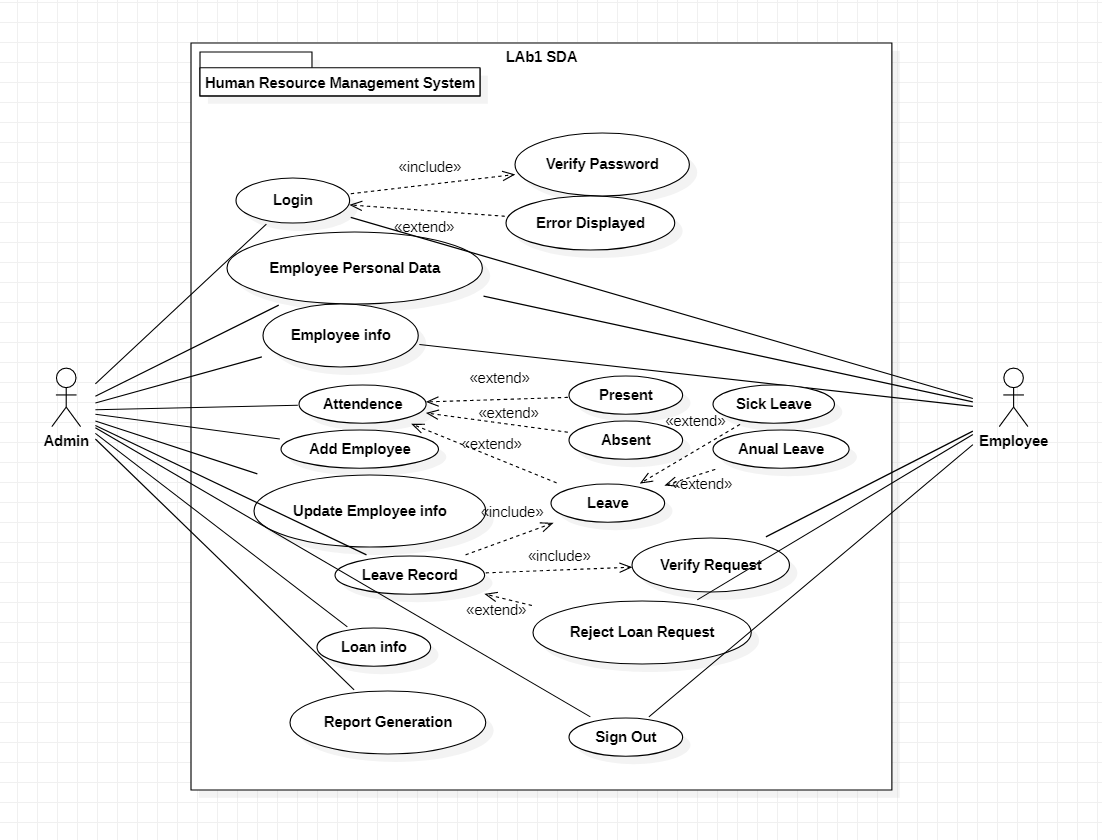 LAb1 SDA
Human Resource Management System
«include»
Verify Password
Login
Error Displayed
«extend»
Employee Personal Data
Employee info
«extend»
Present
Sick Leave
Attendence
«extend»
«extend»
Absent
«extend»
Add Employee
Anual Leave
Admin
Employee
«extend»
Leave
Update Employee info
«include»
«include»
Verify Request
Leave Record
«extend»
Reject Loan Request
Loan info
Report Generation
Sign Out